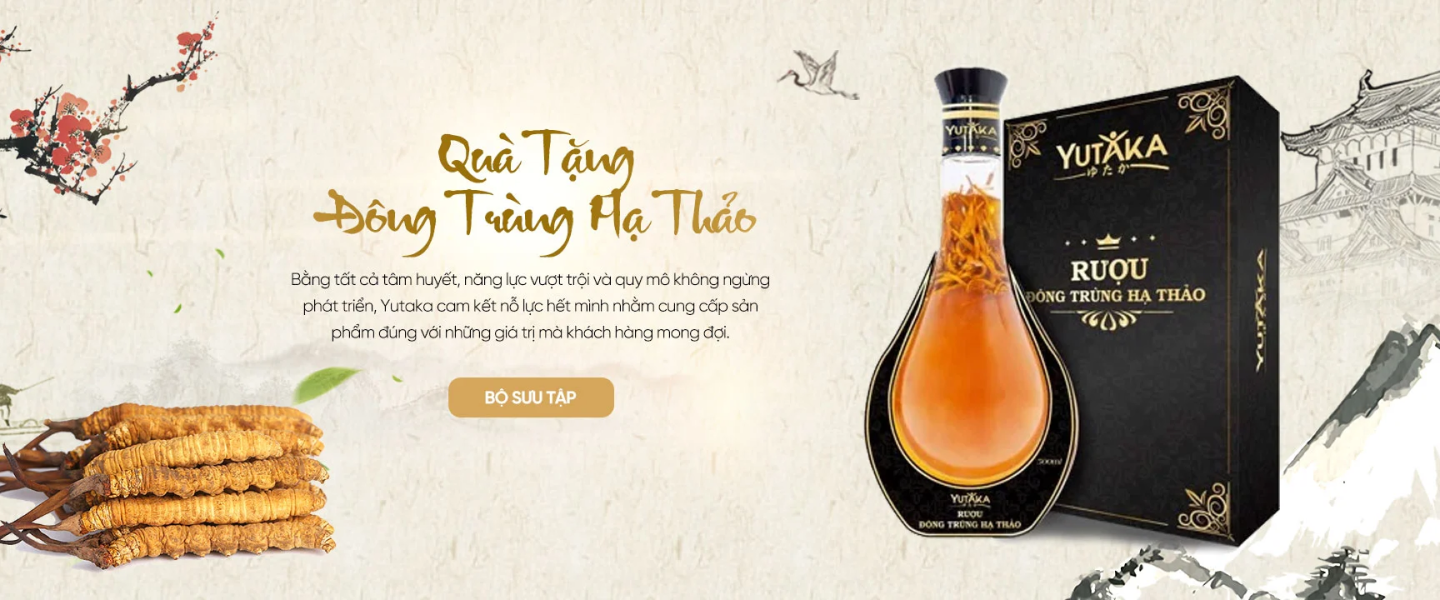 Quà Tặng
Đông Trùng Hạ Thảo
Bằng tất cả tâm huyết, năng lực vượt trội và quy mô không ngừng
phát triển, Yutaka cam kết nỗ lực hết mình nhằm cung cấp sản
phẩm đúng với những giá trị mà khách hàng mong đợi.
BỘ SƯU TẬP
YUTAKA
YUTAKA
ゆたか
RƯỢU
ĐÔNG TRÙNG HẠ THẢO
YUTAKA
500ml
YUTAKA
RƯỢU
ĐÔNG TRÙNG HẠ THẢO